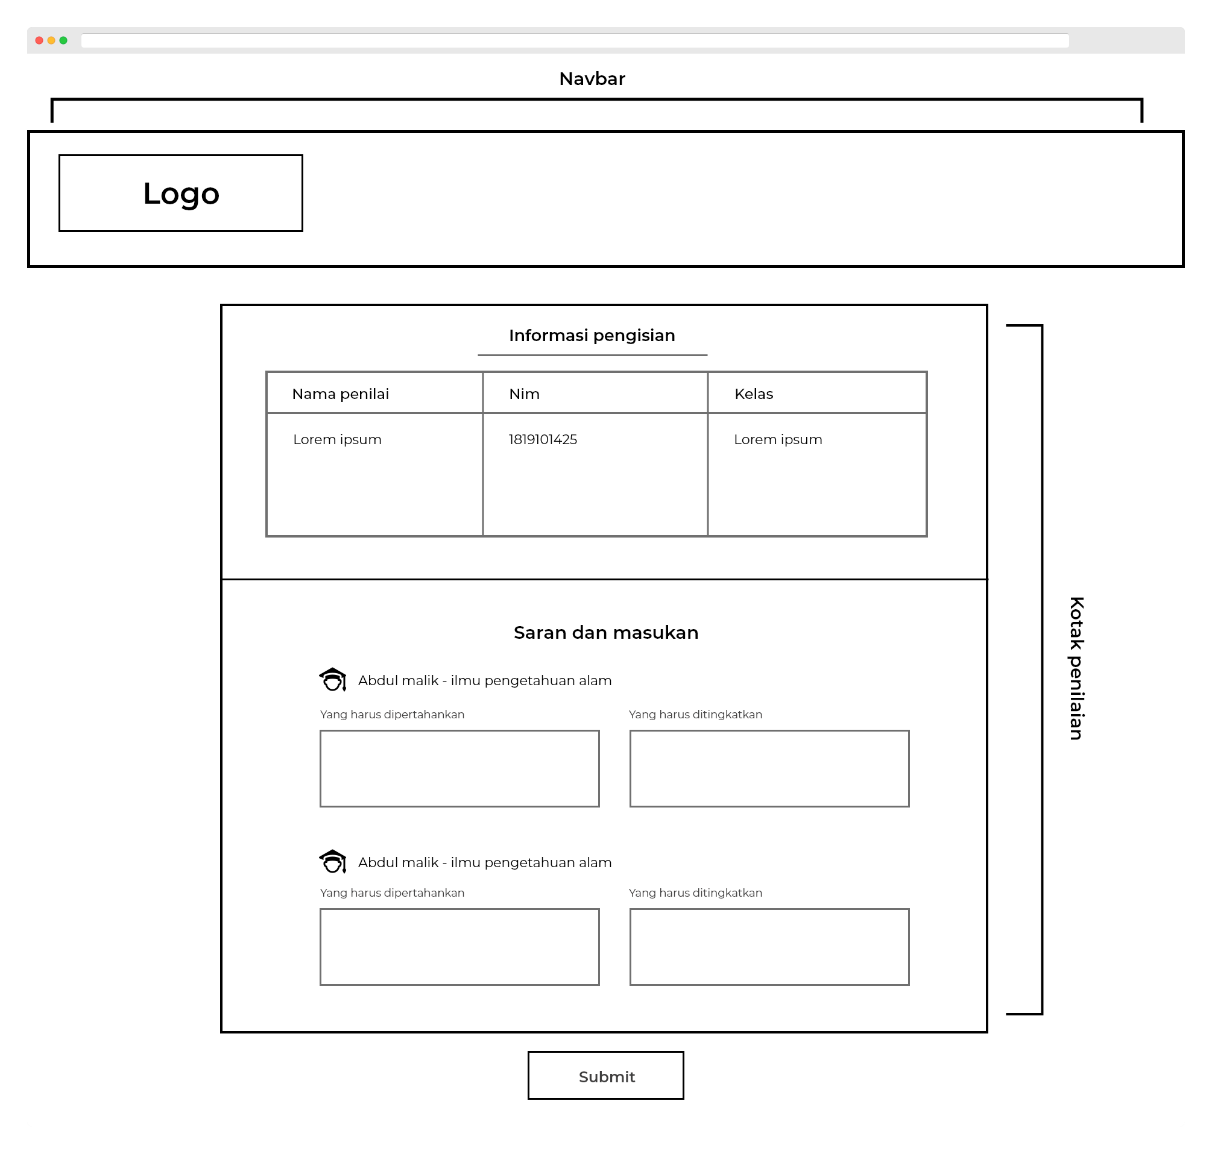 Navbar
Logo
Informasi pengisian
Nama penilai Nim Kelas
Lorem ipsum 1819101425 Lorem ipsum
Kotak penilaian
Saran dan masukan
Abdul malik - ilmu pengetahuan alam
Yang harus dipertahankan Yang harus ditingkatkan
Abdul malik - ilmu pengetahuan alam
Yang harus dipertahankan Yang harus ditingkatkan
Submit